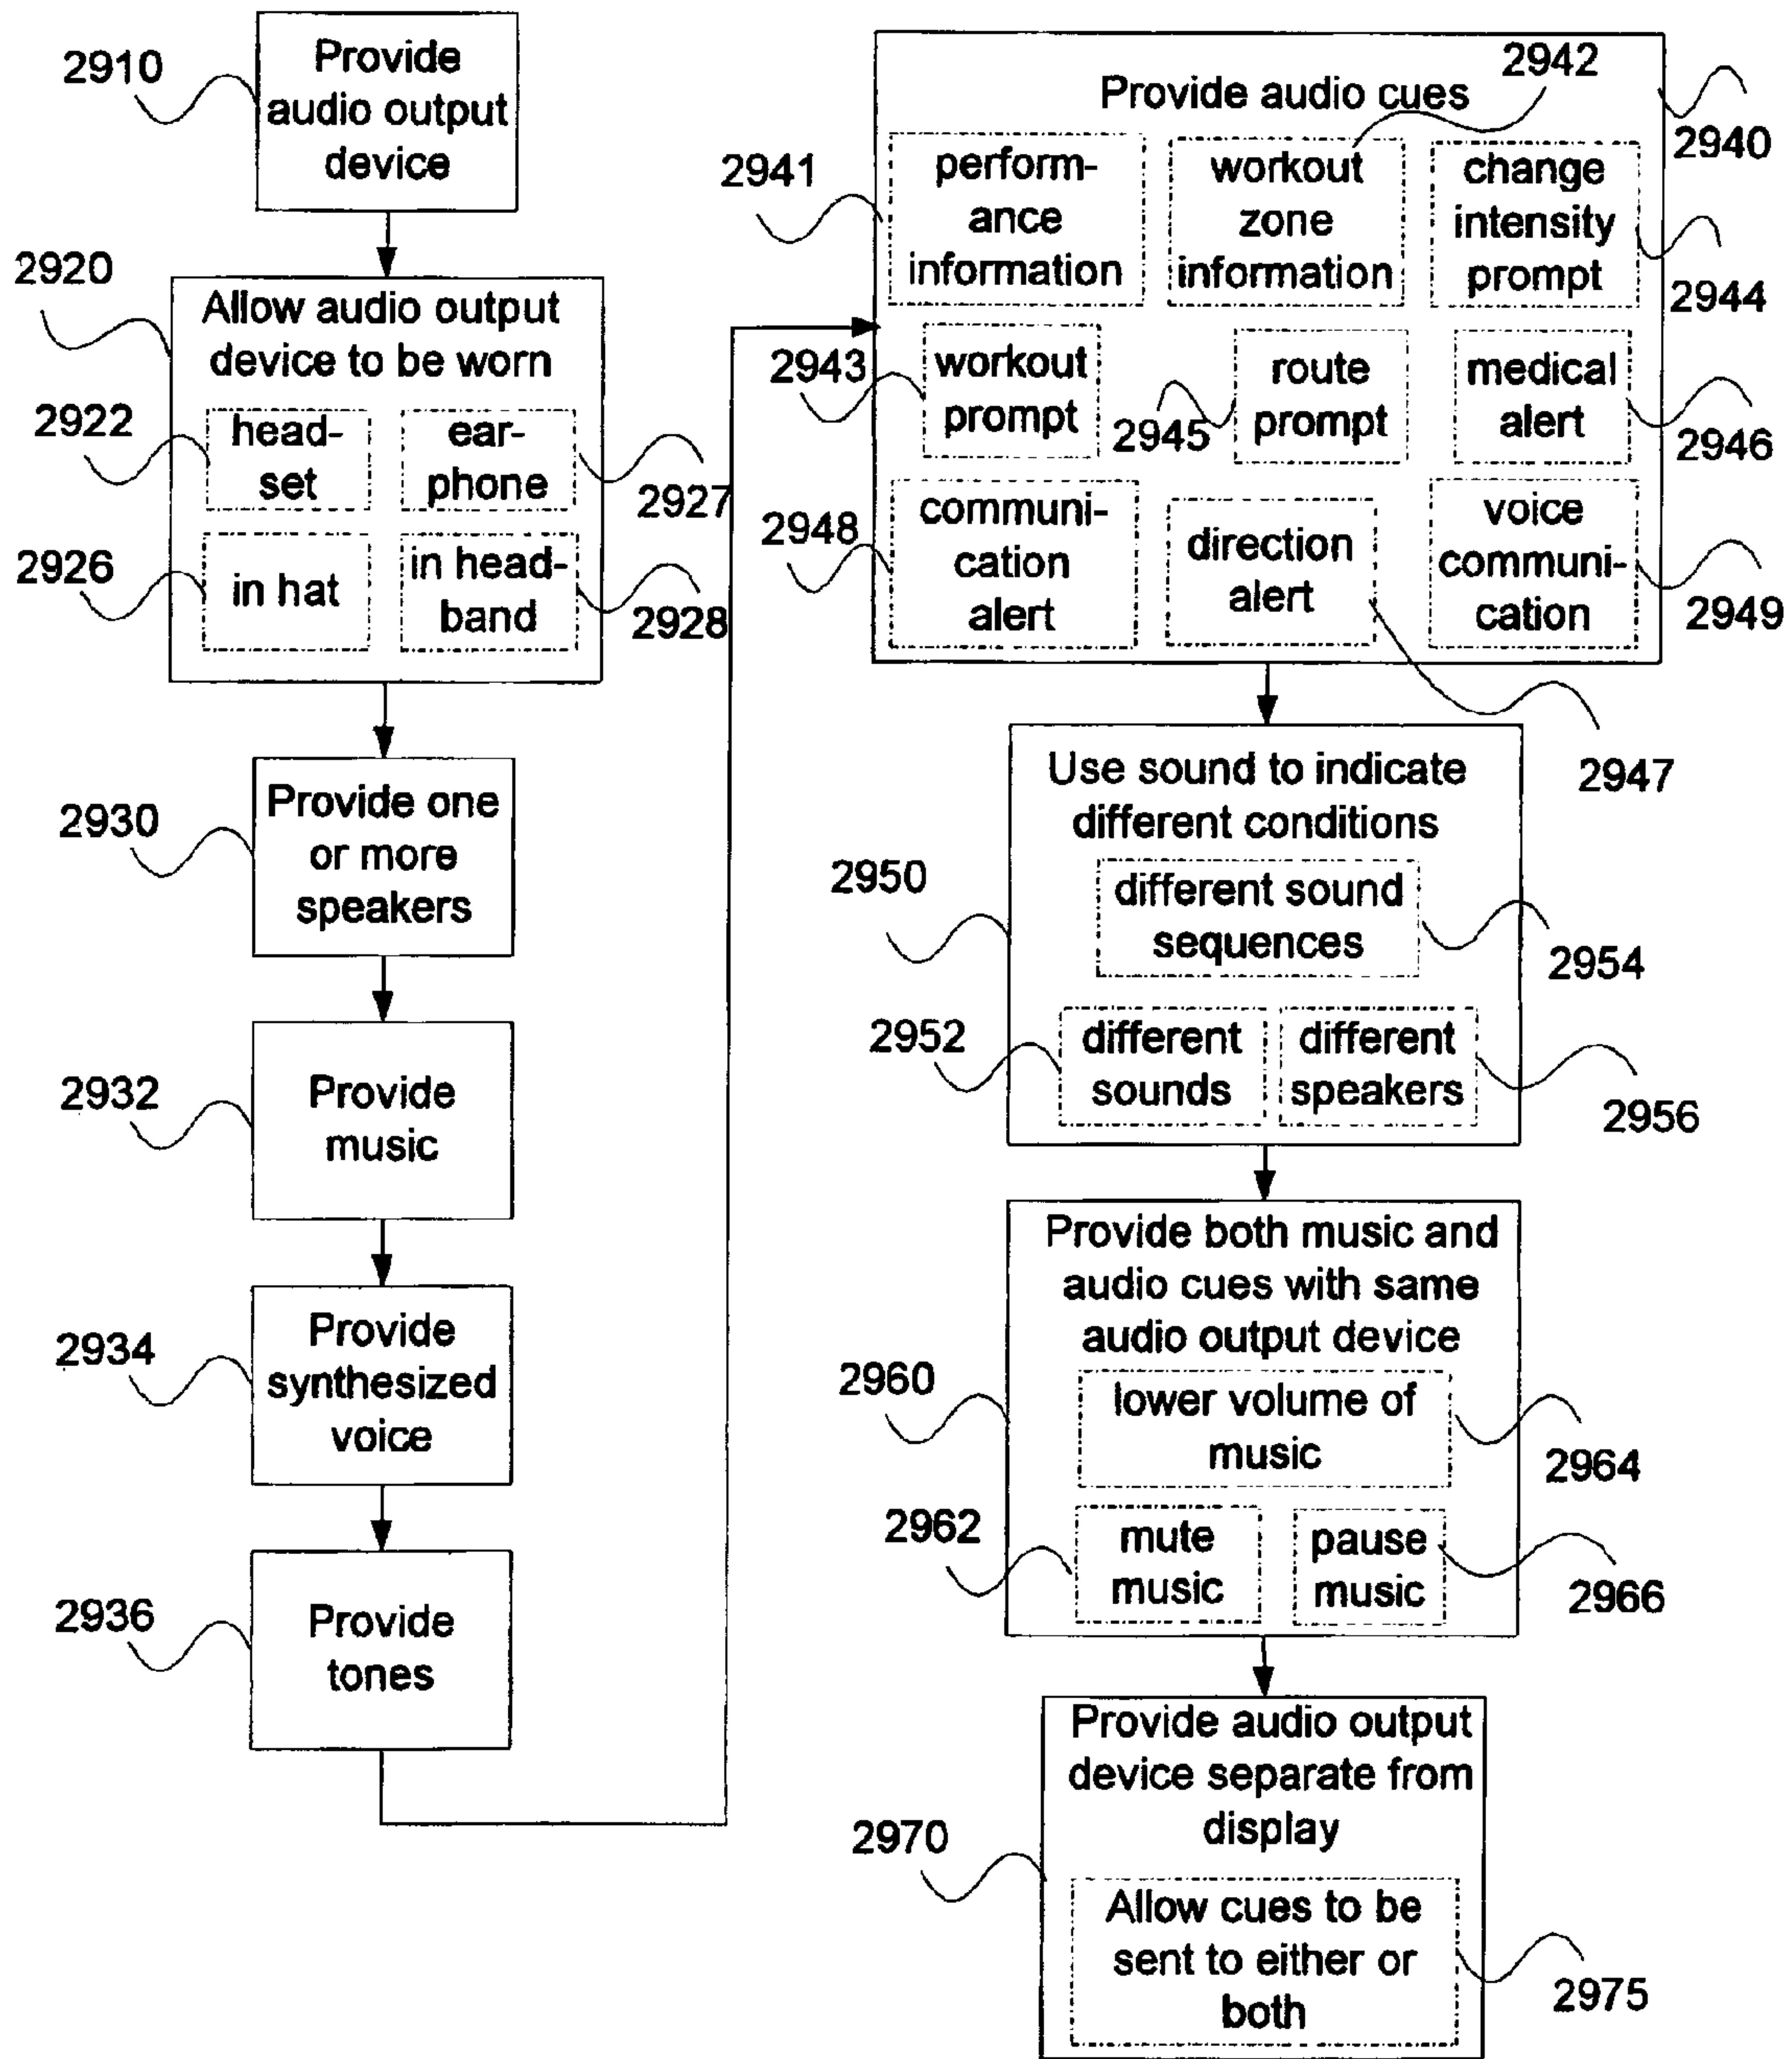 2910
Provide
audio output
device
2920
Allow audio output
device to be worn
2922
head-
set
ear-
phone
2927
2926
in hat
in head-
band
2928
2930
Provide one
or more
speakers
2932
Provide
music
2934
Provide
synthesized
voice
2936
Provide
tones
Provide audio cues
2942
2940
2941
perform-
ance
information
workout
zone
information
change
intensity
prompt
2944
2943
workout
prompt
2945
route
prompt
medical
alert
2946
2948
communi-
cation
alert
direction
alert
voice
communi-
cation
2949
2947
Use sound to indicate
different conditions
2950
different sound
sequences
2954
2952
different
sounds
different
speakers
2956
Provide both music and
audio cues with same
audio output device
2960
lower volume of
music
2964
2962
mute
music
pause
music
2966
Provide audio output
device separate from
display
2970
Allow cues to be
sent to either or
both
2975